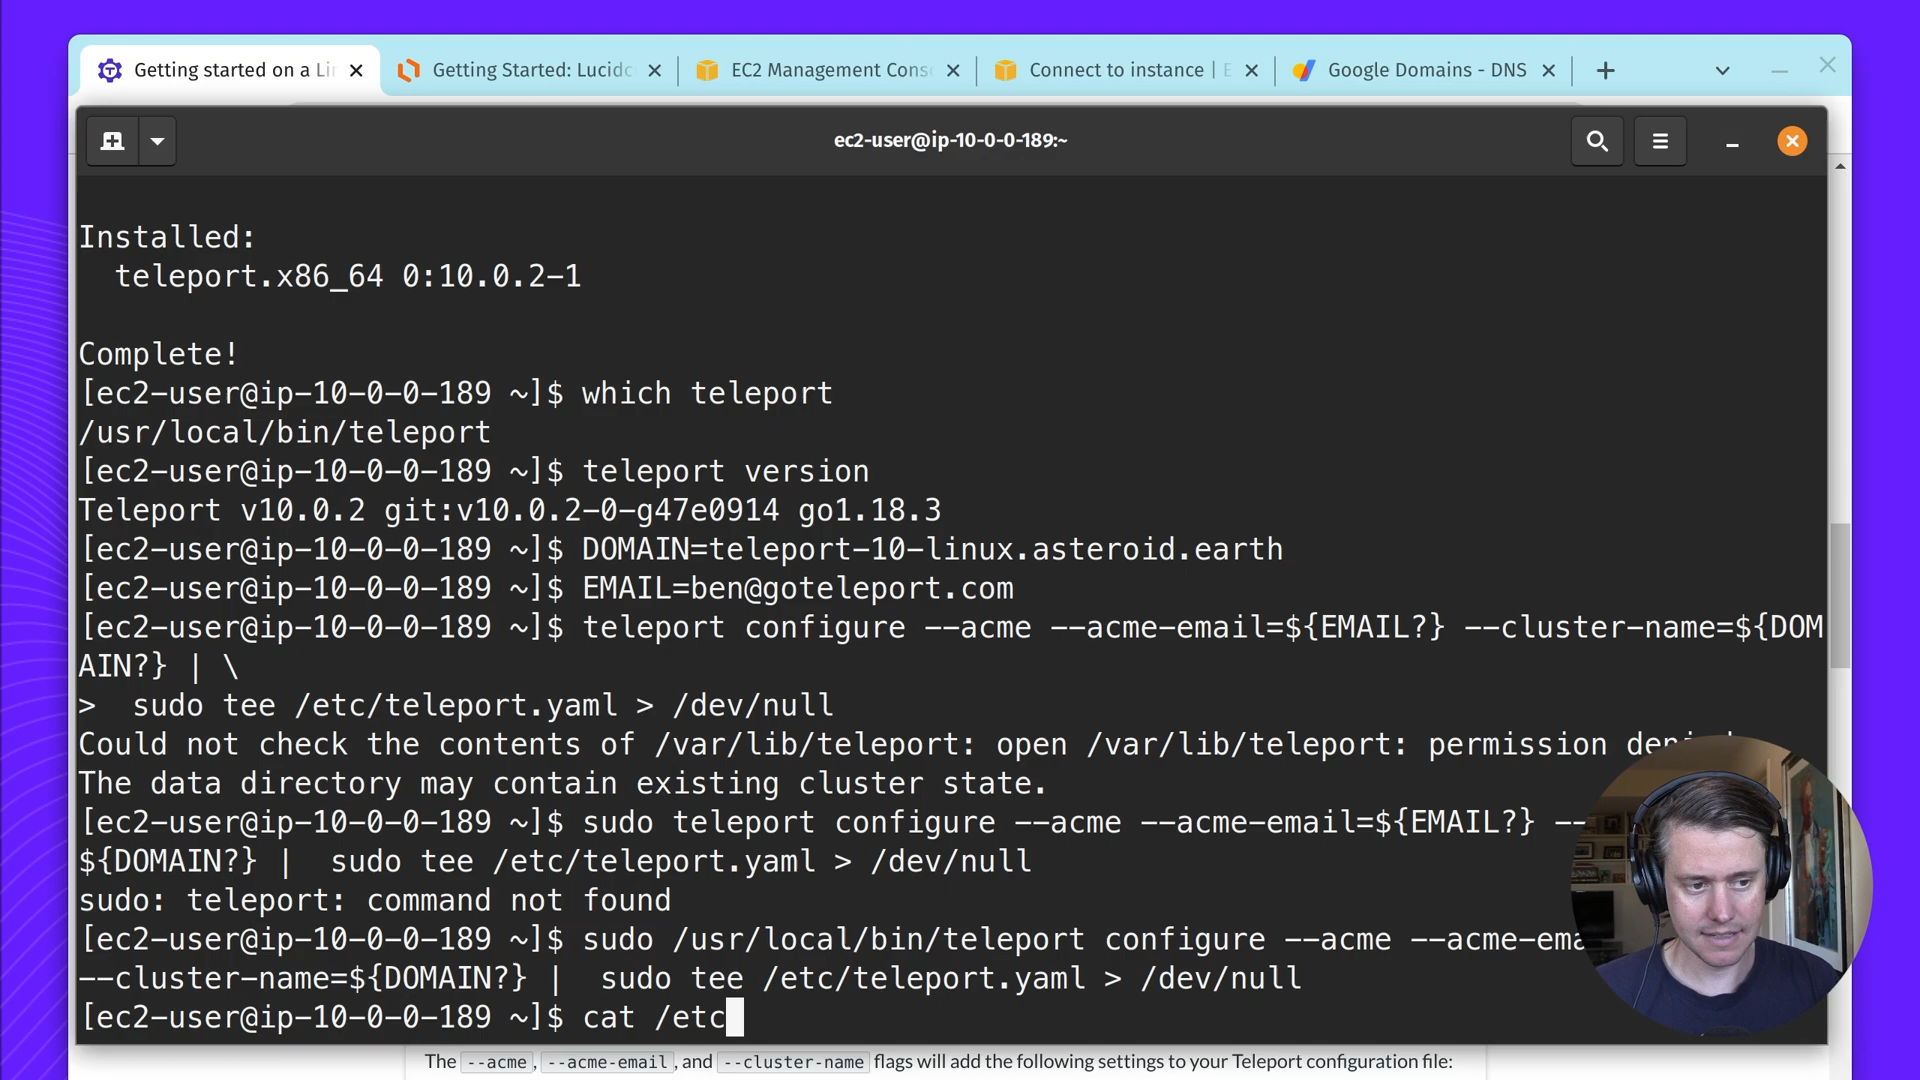 Getting started on a Li
Getting Started: Lucidc
EC2 Management Conso
Connect to instance | E
Google Domains - DNS
ec2-user@ip-10-0-0-189:~
Installed:
teleport.x86_64 0:10.0.2-1
Complete!
[ec2-user@ip-10-0-0-189 ~]$ which teleport
/usr/local/bin/teleport
[ec2-user@ip-10-0-0-189 ~]$ teleport version
Teleport v10.0.2 git:v10.0.2-0-g47e0914 go1.18.3
[ec2-user@ip-10-0-0-189 ~]$ DOMAIN=teleport-10-linux.asteroid.earth
[ec2-user@ip-10-0-0-189 ~]$ EMAIL=ben@goteleport.com
[ec2-user@ip-10-0-0-189 ~]$ teleport configure --acme --acme-email=${EMAIL?} --cluster-name=${DOM
AIN?} | \
>  sudo tee /etc/teleport.yaml > /dev/null
Could not check the contents of /var/lib/teleport: open /var/lib/teleport: permission denied
The data directory may contain existing cluster state.
[ec2-user@ip-10-0-0-189 ~]$ sudo teleport configure --acme --acme-email=${EMAIL?} --
${DOMAIN?} |  sudo tee /etc/teleport.yaml > /dev/null
sudo: teleport: command not found
[ec2-user@ip-10-0-0-189 ~]$ sudo /usr/local/bin/teleport configure --acme --acme-ema
--cluster-name=${DOMAIN?} |  sudo tee /etc/teleport.yaml > /dev/null
[ec2-user@ip-10-0-0-189 ~]$ cat /etc
The --acme, --acme-email, and --cluster-name flags will add the following settings to your Teleport configuration file: